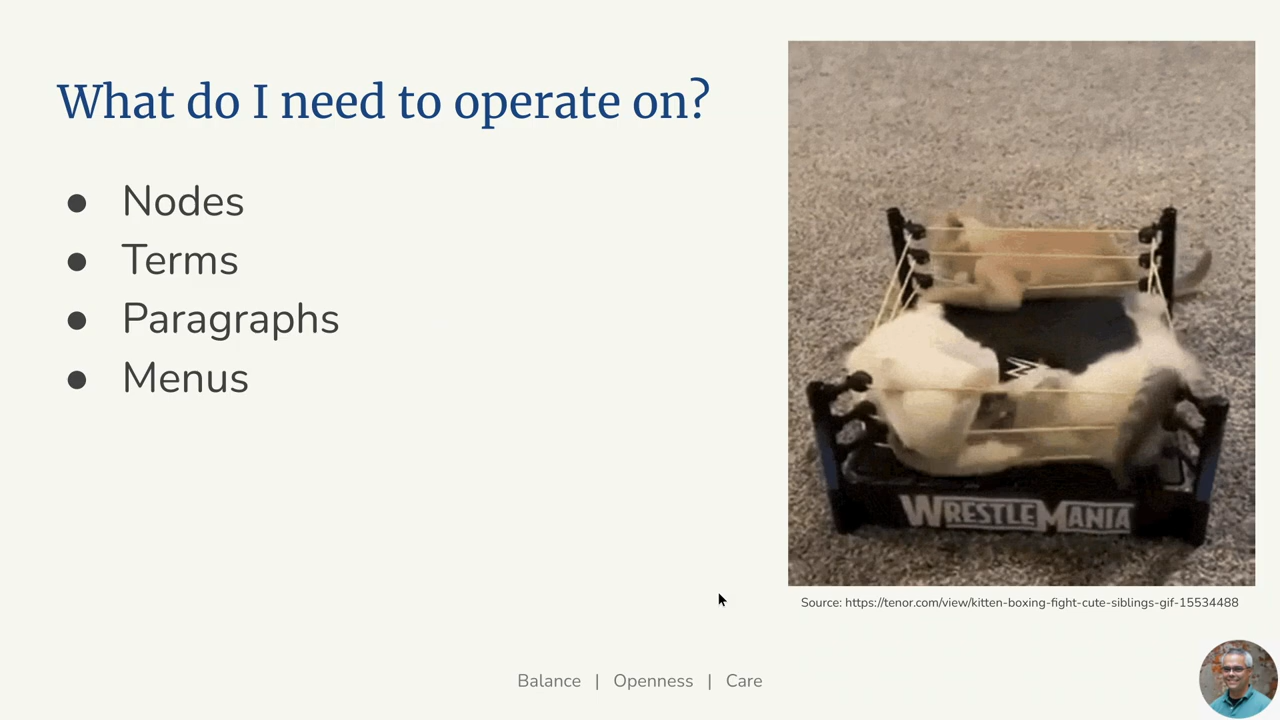 What do I need to operate on?
● Nodes
● Terms
● Paragraphs
● Menus
WRESTLEMANIA
Source: https://tenor.com/view/kitten-boxing-fight-cute-siblings-gif-15534488
Balance | Openness | Care